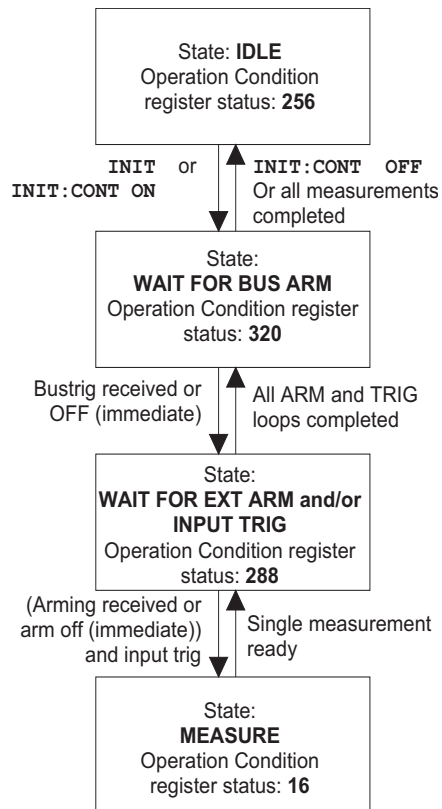 State: IDLE
Operation Condition
register status: 256
INIT or
INIT:CONT ON
INIT:CONT OFF
Or all measurements
completed
State:
WAIT FOR BUS ARM
Operation Condition register
status: 320
Bustrig received or
OFF (immediate)
All ARM and TRIG
loops completed
State:
WAIT FOR EXT ARM and/or
INPUT TRIG
Operation Condition register
status: 288
(Arming received or
arm off (immediate))
and input trig
Single measurement
ready
State:
MEASURE
Operation Condition
register status: 16